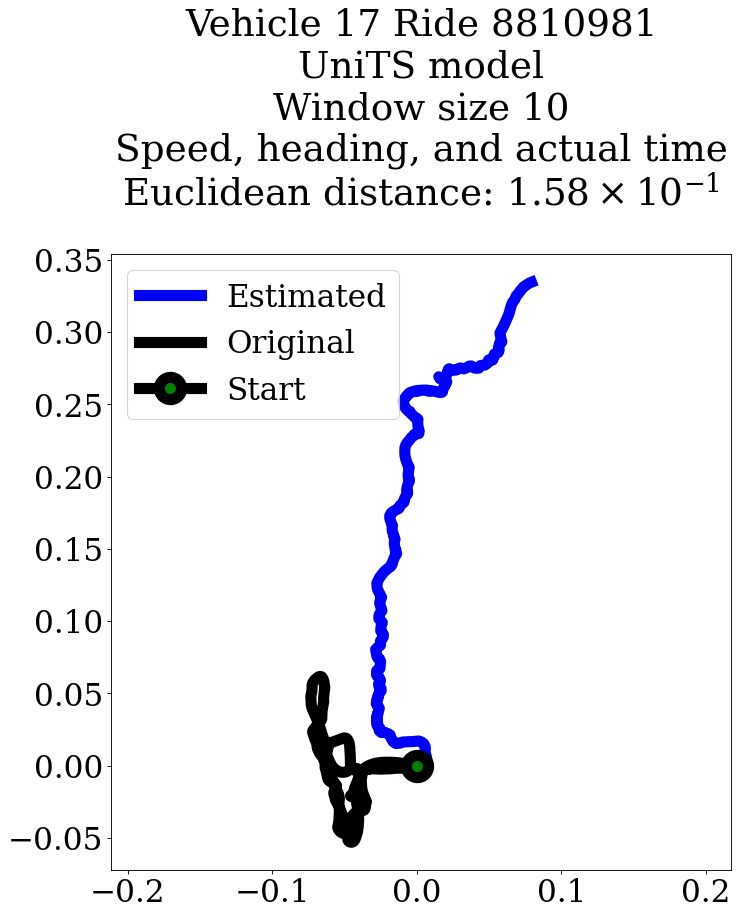 Vehicle 17 Ride 8810981
UniTS model
Window size 10
Speed, heading, and actual time
Euclidean distance: 1.58 × 10⁻¹
0.35
Estimated
0.30
Original
Start
0.25
0.20
0.15
0.10
0.05
0.00
−0.05
−0.2 −0.1 0.0 0.1 0.2